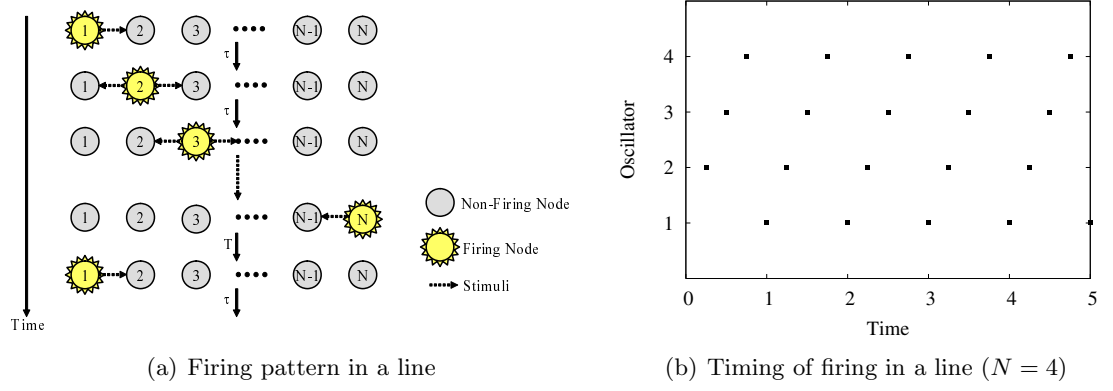 1 2 3 N-1 N
τ
1 2 3 N-1 N
τ
1 2 3 N-1 N
1 2 3 N-1 N
T
1 2 3 N-1 N
τ
Time
Non-Firing Node
Firing Node
Stimuli
(a) Firing pattern in a line
4
3
2
1
Oscillator
0 1 2 3 4 5
Time
(b) Timing of firing in a line (N = 4)